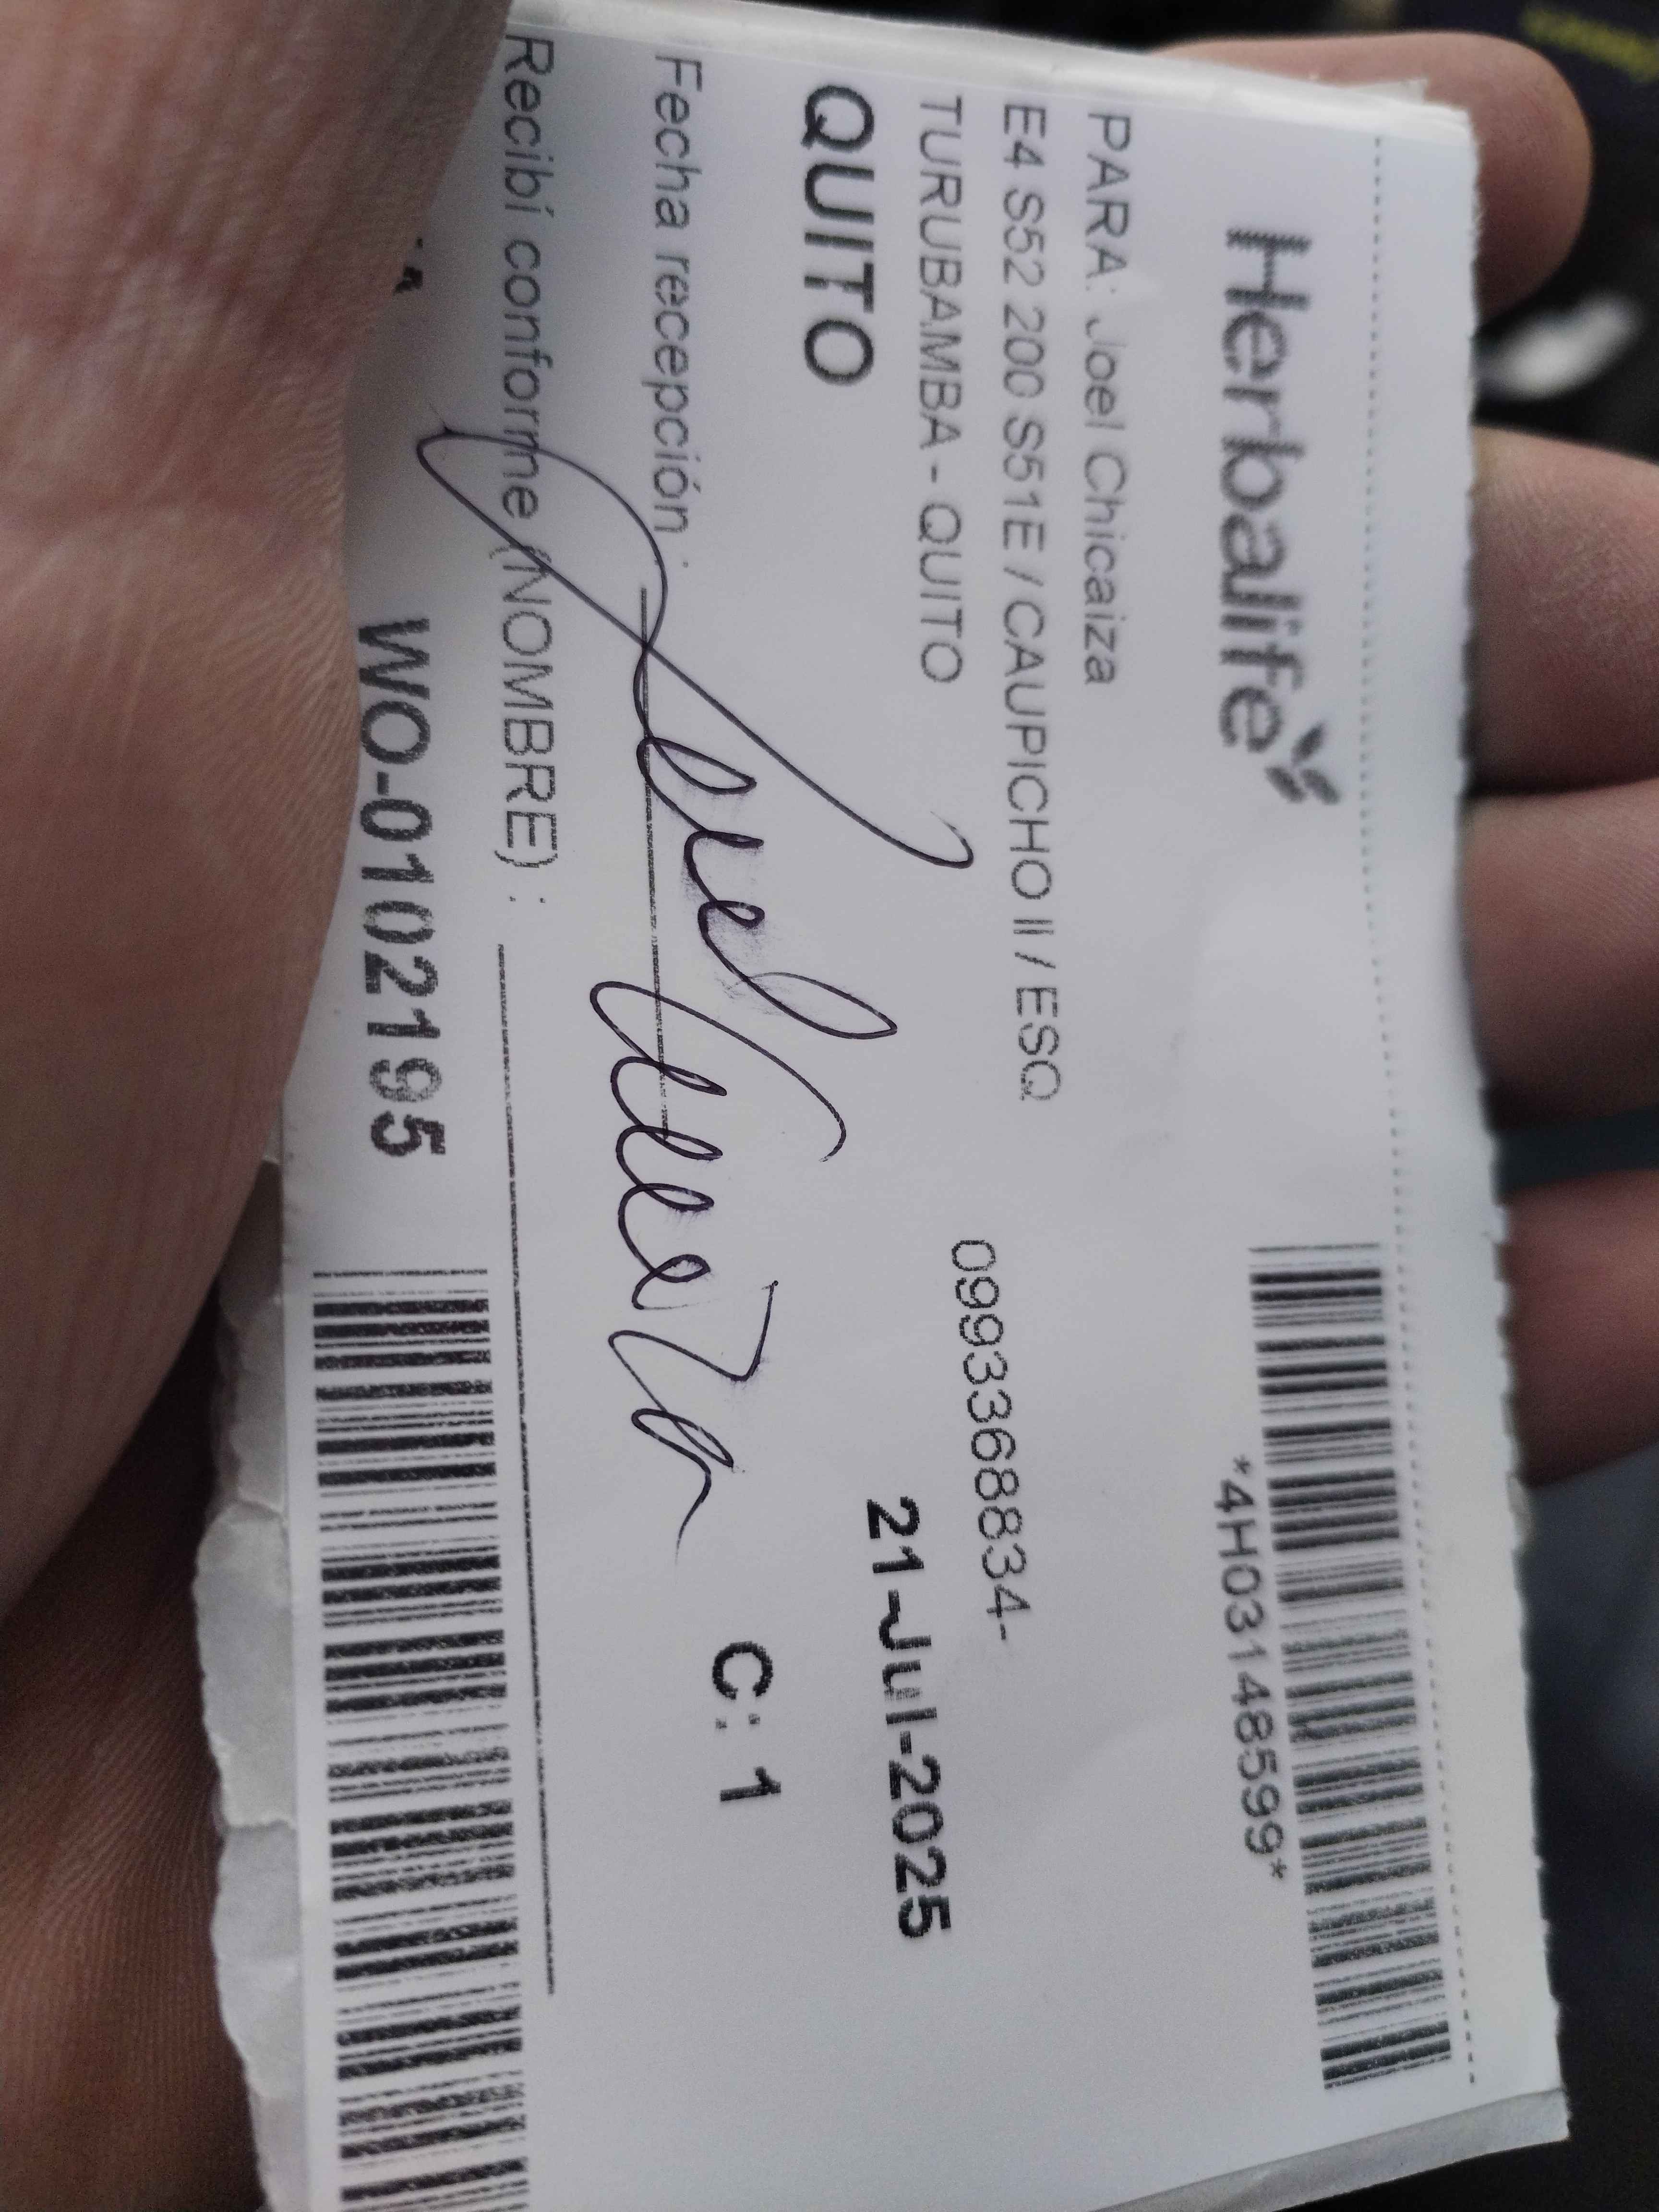 Herbalife
*4H03148599*
PARA: Joel Chicaiza
E4 S52 200 S51E / CAUPICHO II / ESQ
TURUBAMBA - QUITO
0993368834-
QUITO
21-Jul-2025
Fecha recepción :
C: 1
Recibí conforme (NOMBRE) :
WO-0102195